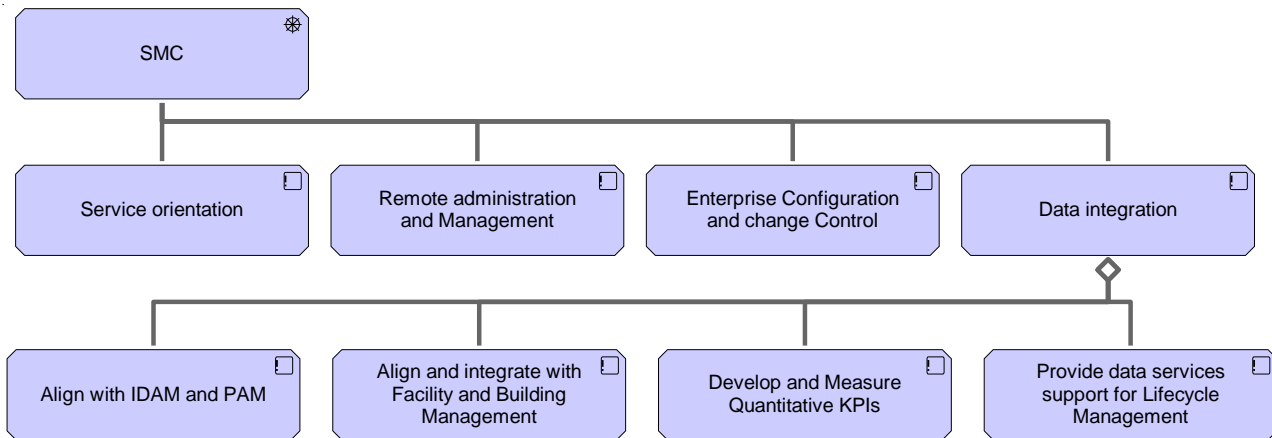 SMC
Service orientation
Remote administration
and Management
Enterprise Configuration
and change Control
Data integration
Align with IDAM and PAM
Align and integrate with
Facility and Building
Management
Develop and Measure
Quantitative KPIs
Provide data services
support for Lifecycle
Management